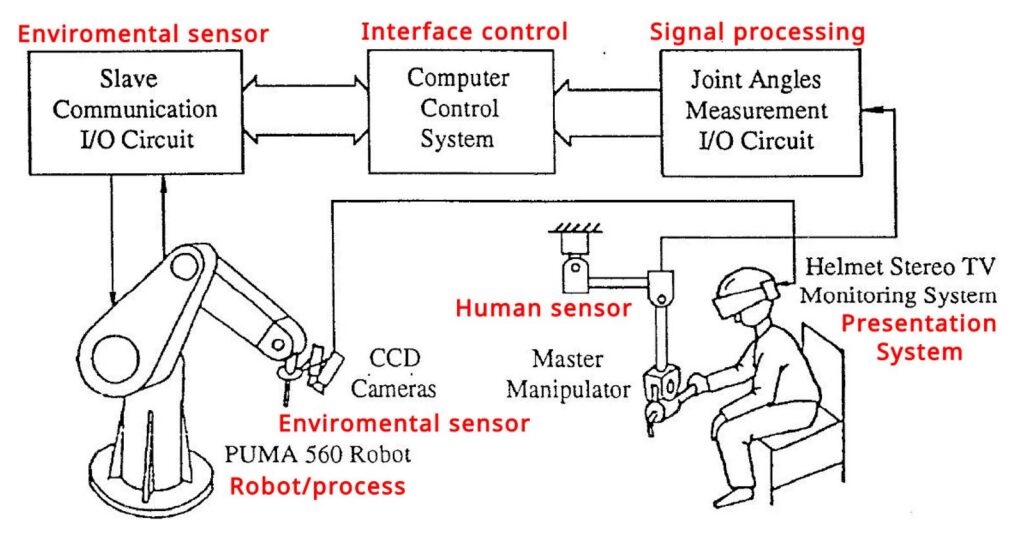 Enviromental sensor
Interface control
Signal processing
Slave
Communication
I/O Circuit
Computer
Control
System
Joint Angles
Measurement
I/O Circuit
Helmet Stereo TV
Monitoring System
Presentation
System
Human sensor
CCD
Cameras
Master
Manipulator
Enviromental sensor
PUMA 560 Robot
Robot/process